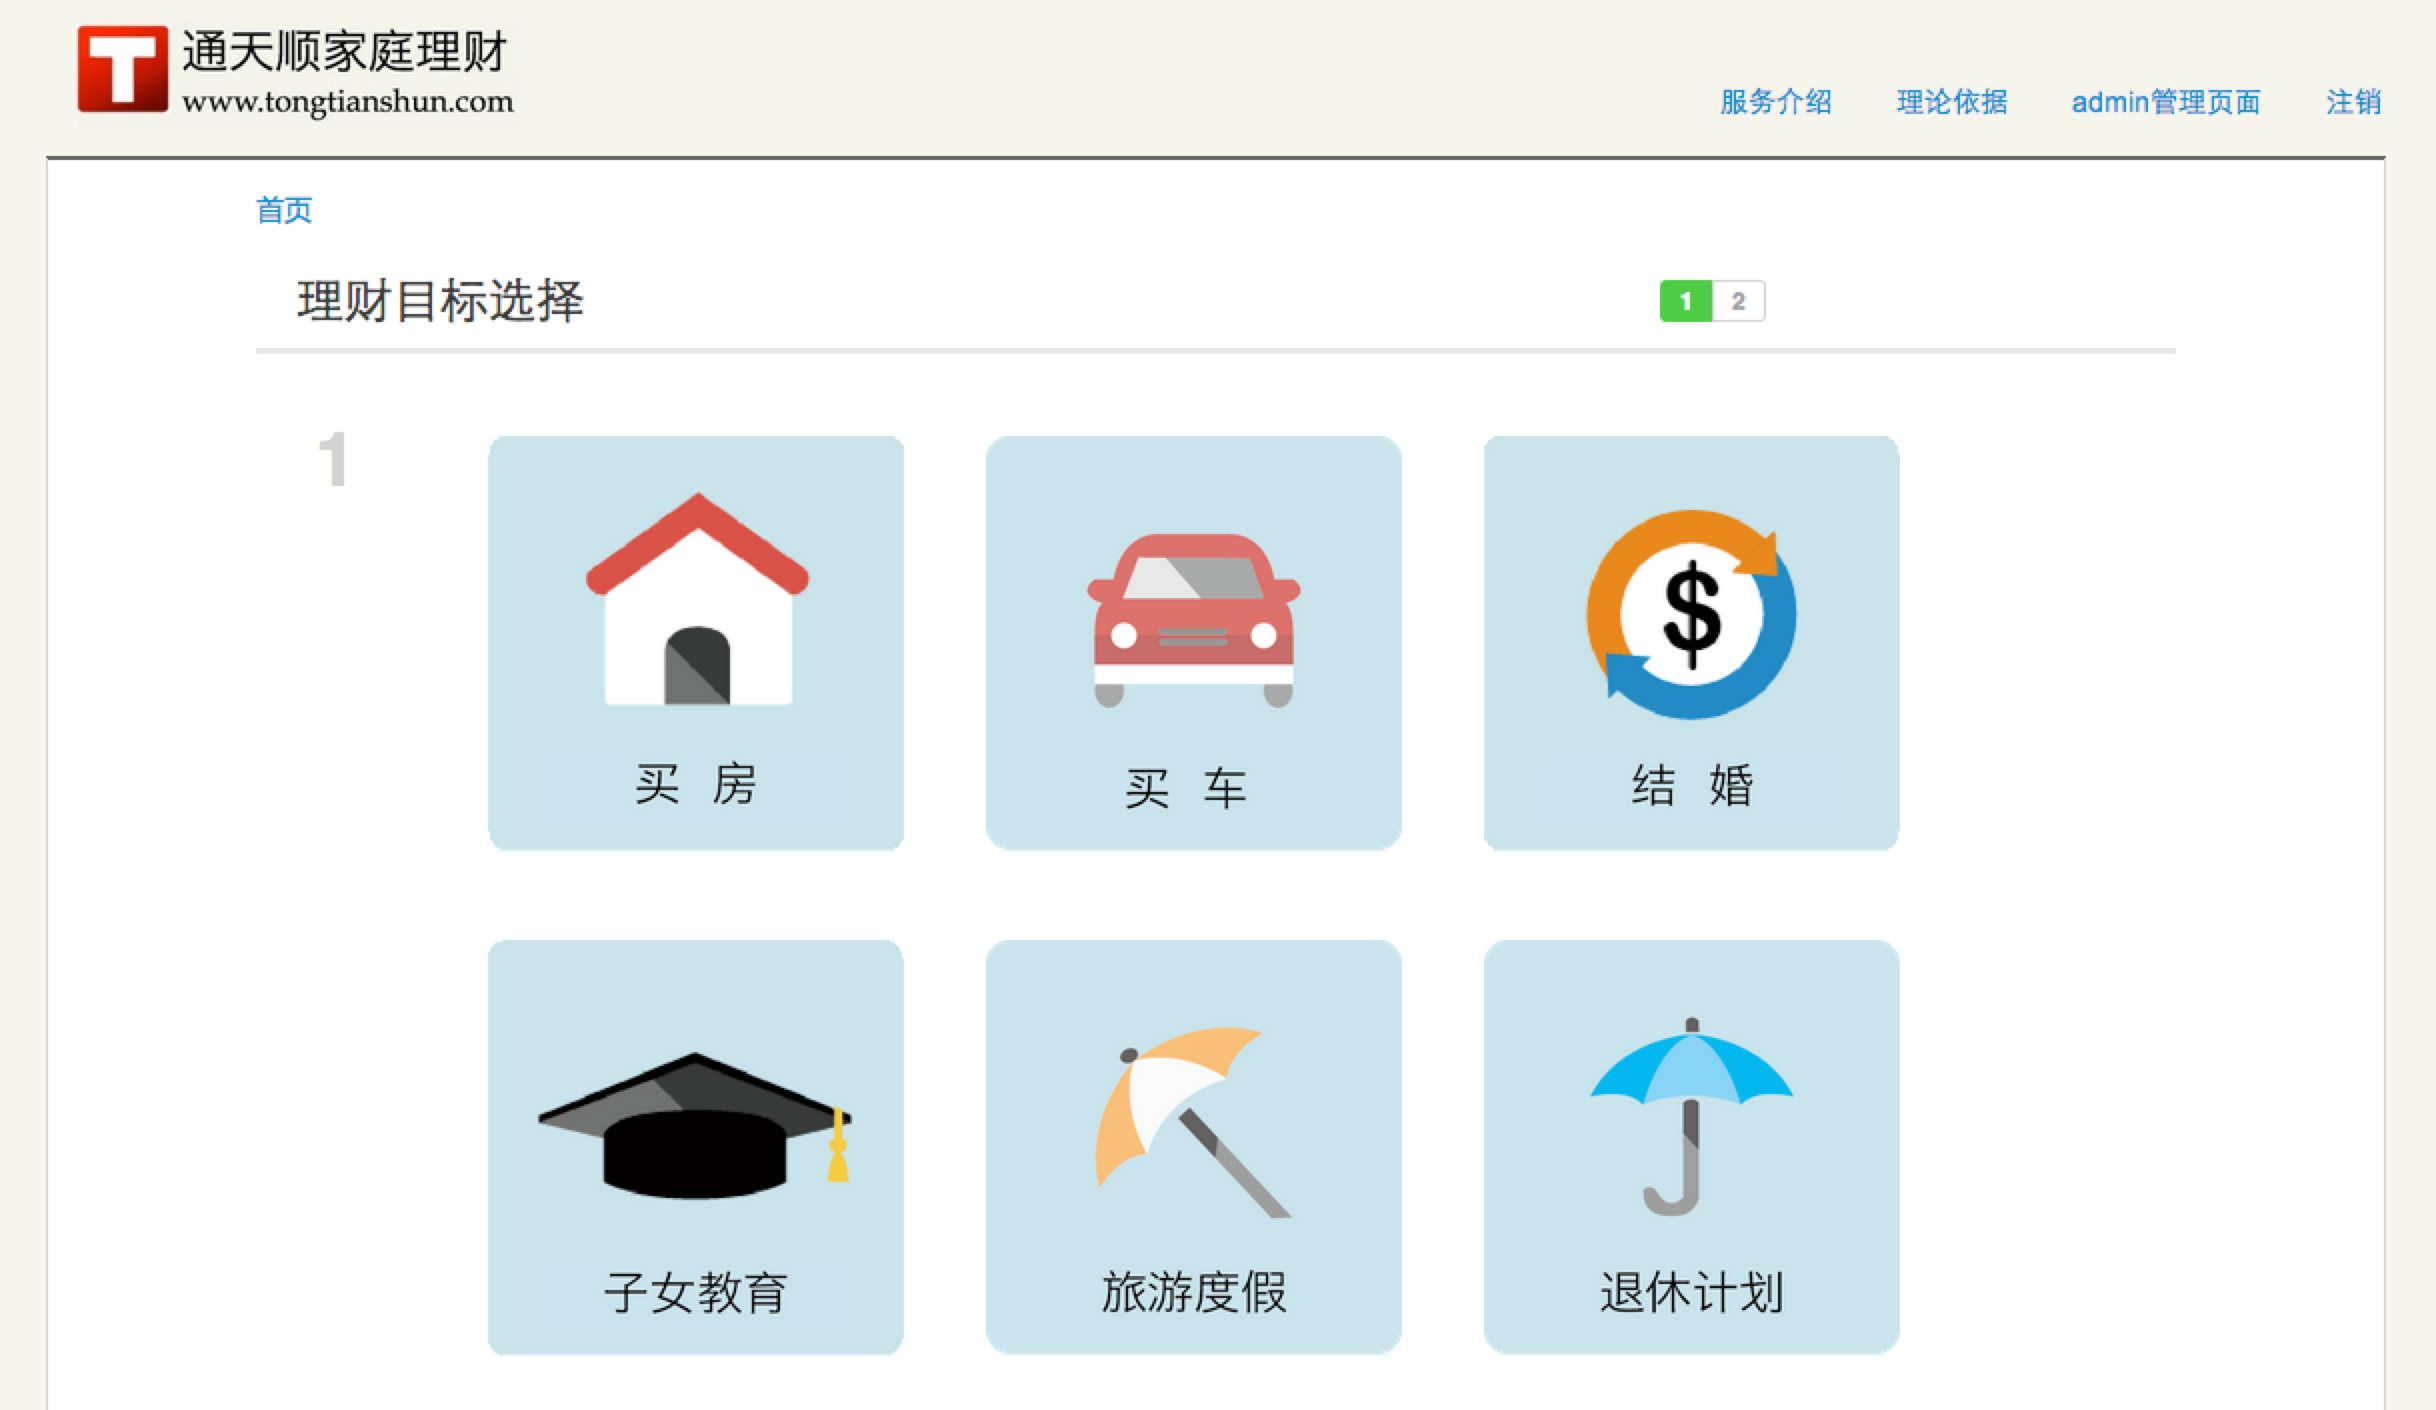 通天顺家庭理财
www.tongtianshun.com
服务介绍 理论依据 admin管理页面 注销
首页
理财目标选择 1 2
1
买 房 买 车 结 婚
子女教育 旅游度假 退休计划